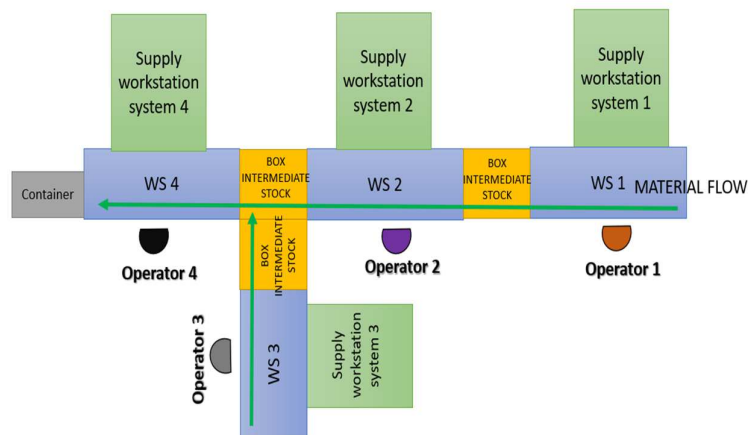 Supply
workstation
system 4
Supply
workstation
system 2
Supply
workstation
system 1
Container
WS 4
BOX
INTERMEDIATE
STOCK
WS 2
BOX
INTERMEDIATE
STOCK
WS 1
MATERIAL FLOW
Operator 4
BOX
INTERMEDIATE
STOCK
Operator 2
Operator 1
Operator 3
WS 3
Supply
workstation
system 3